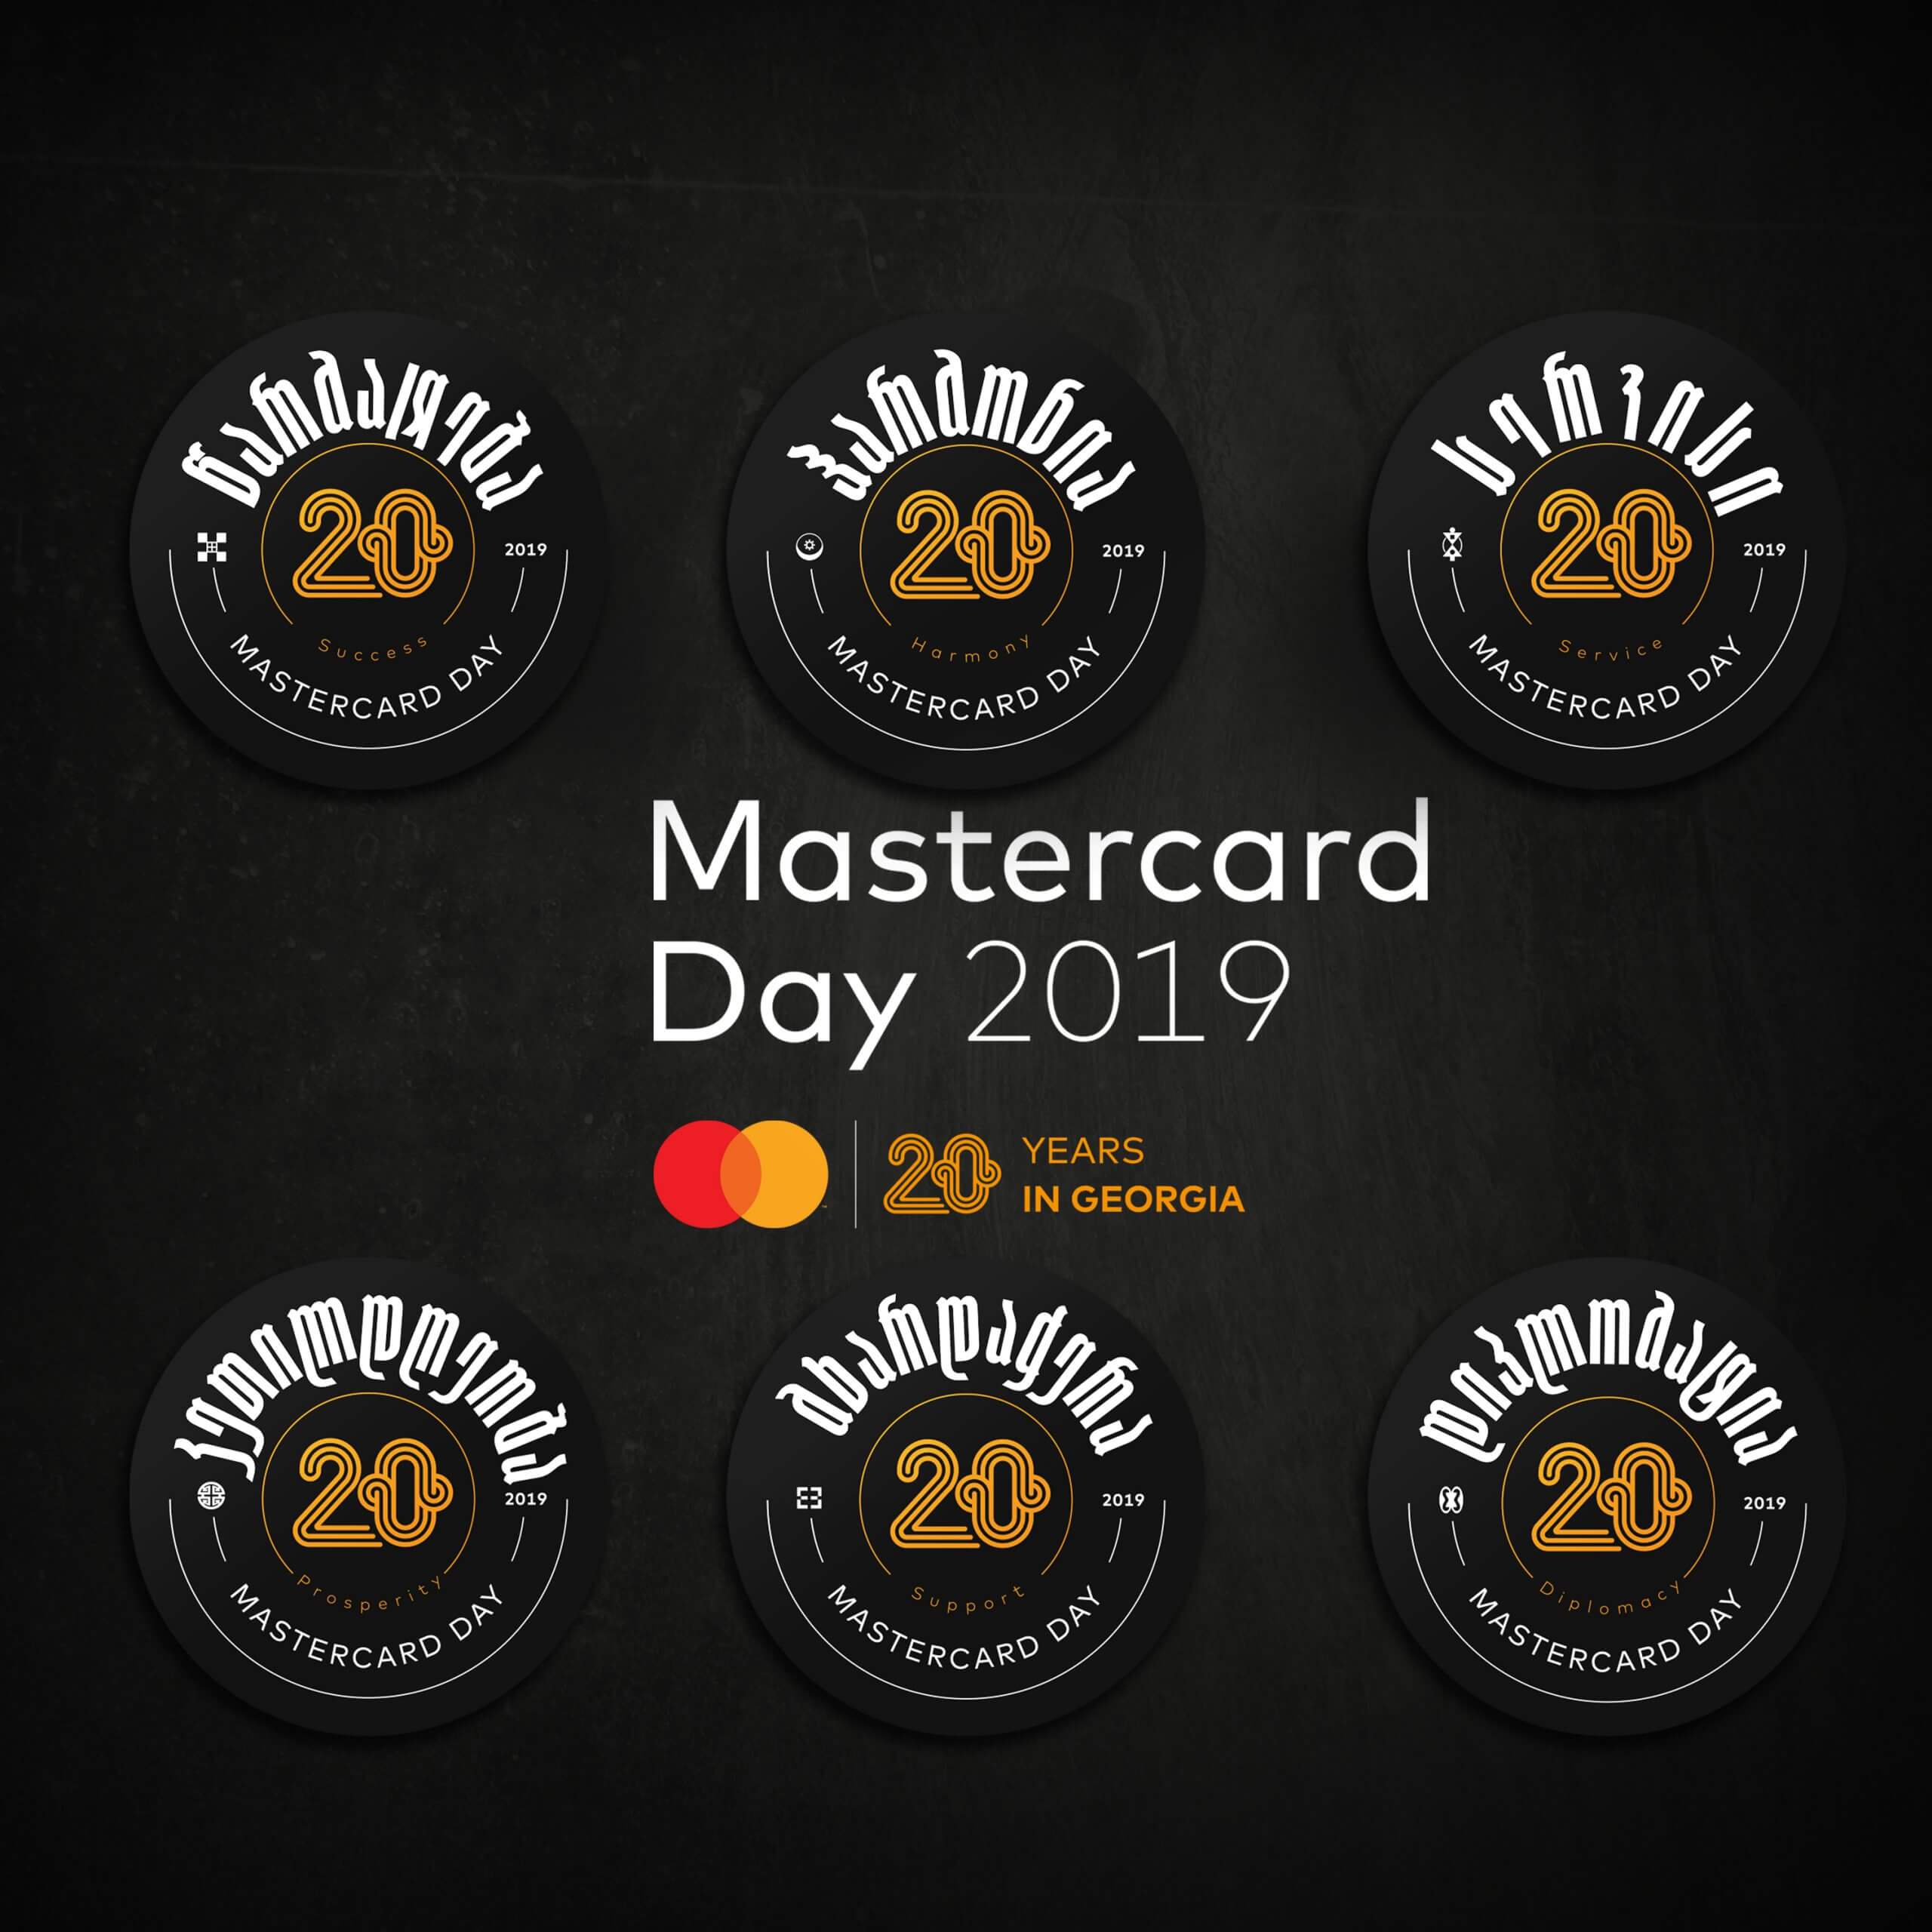 წარმატება
20
2019
Success
MASTERCARD DAY
ჰარმონია
20
2019
Harmony
MASTERCARD DAY
სერვისი
20
2019
Service
MASTERCARD DAY
Mastercard
Day 2019
20 YEARS
IN GEORGIA
კეთილდღეობა
20
2019
Prosperity
MASTERCARD DAY
მხარდაჭერა
20
2019
Support
MASTERCARD DAY
დიპლომატია
20
2019
Diplomacy
MASTERCARD DAY